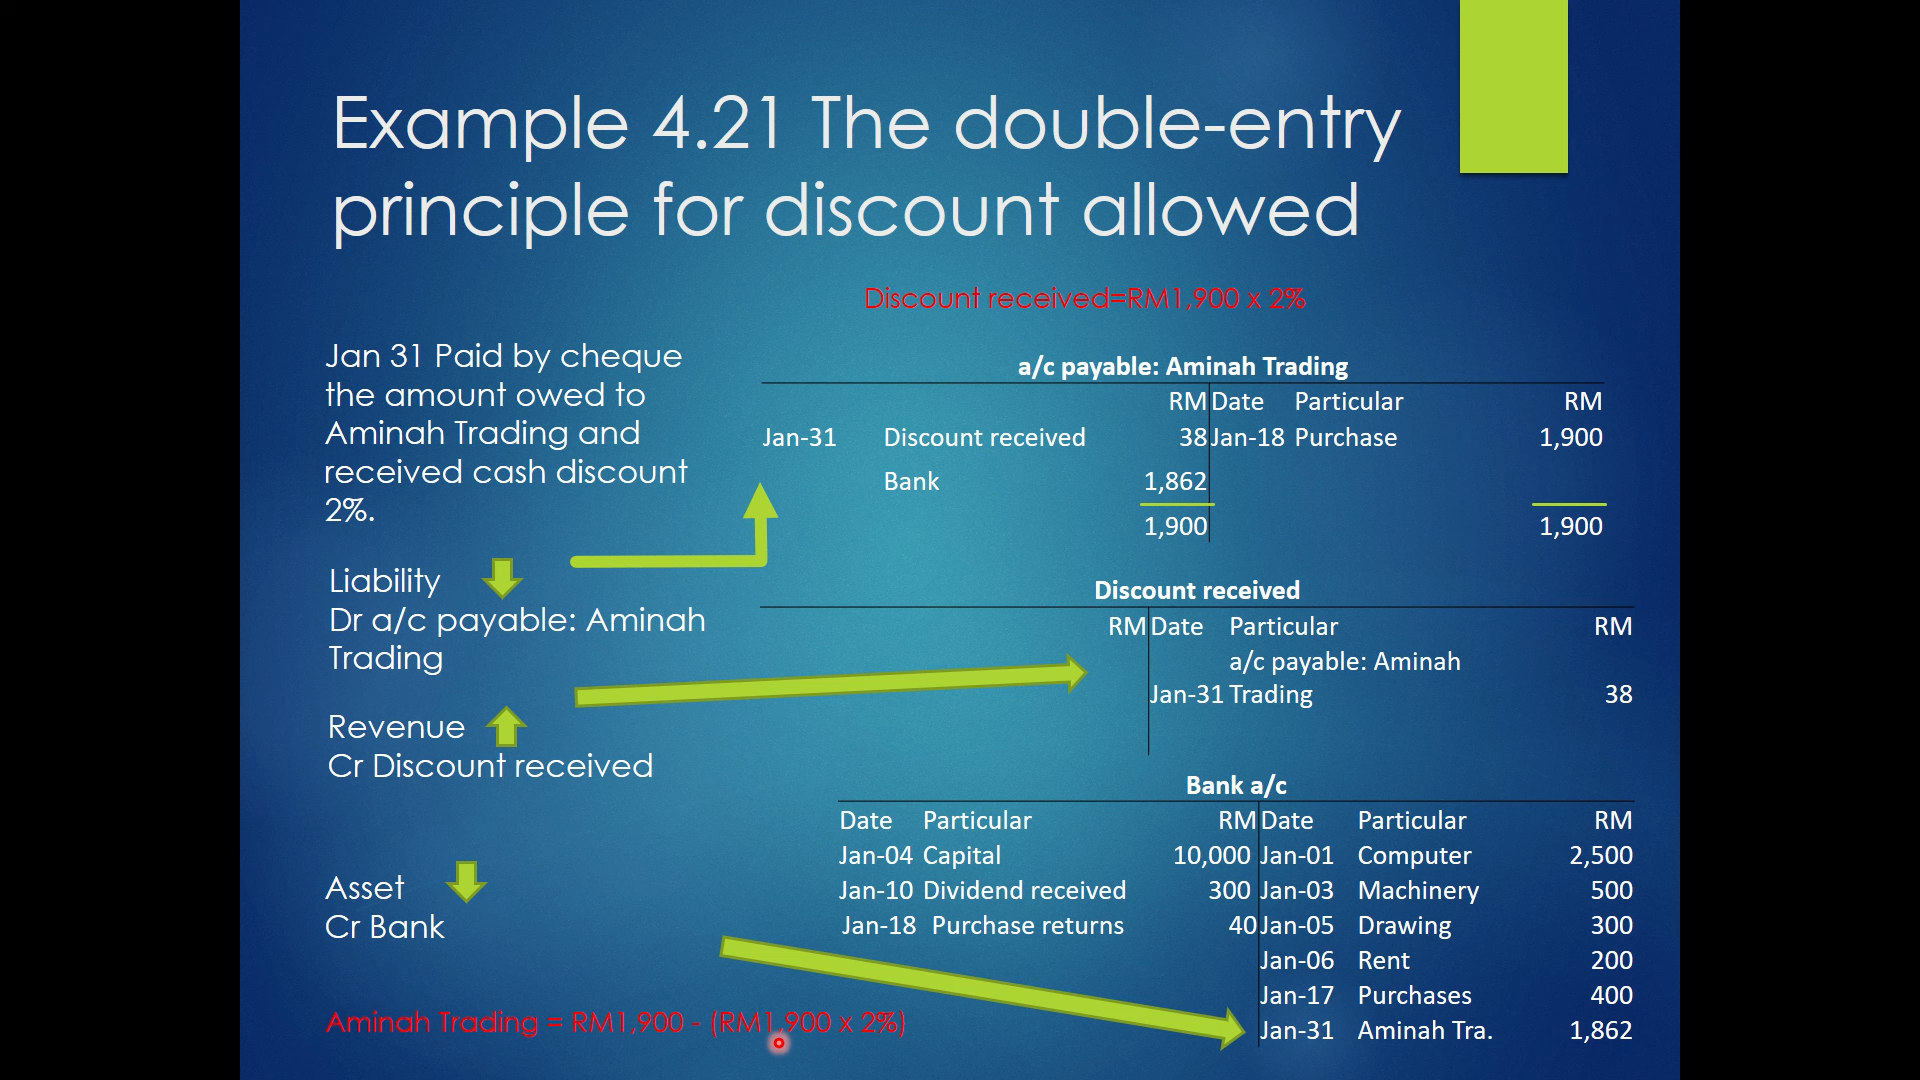 Example 4.21 The double-entry
principle for discount allowed
Discount received=RM1,900 x 2%
Jan 31 Paid by cheque
the amount owed to
Aminah Trading and
received cash discount
2%.
Liability
Dr a/c payable: Aminah
Trading
Revenue
Cr Discount received
Asset
Cr Bank
Aminah Trading = RM1,900 - (RM1,900 x 2%)
a/c payable: Aminah Trading
RM Date Particular RM
Jan-31 Discount received 38 Jan-18 Purchase 1,900
Bank 1,862
1,900 1,900
Discount received
RM Date Particular RM
a/c payable: Aminah
Jan-31 Trading 38
Bank a/c
Date Particular RM Date Particular RM
Jan-04 Capital 10,000 Jan-01 Computer 2,500
Jan-10 Dividend received 300 Jan-03 Machinery 500
Jan-18 Purchase returns 40 Jan-05 Drawing 300
Jan-06 Rent 200
Jan-17 Purchases 400
Jan-31 Aminah Tra. 1,862